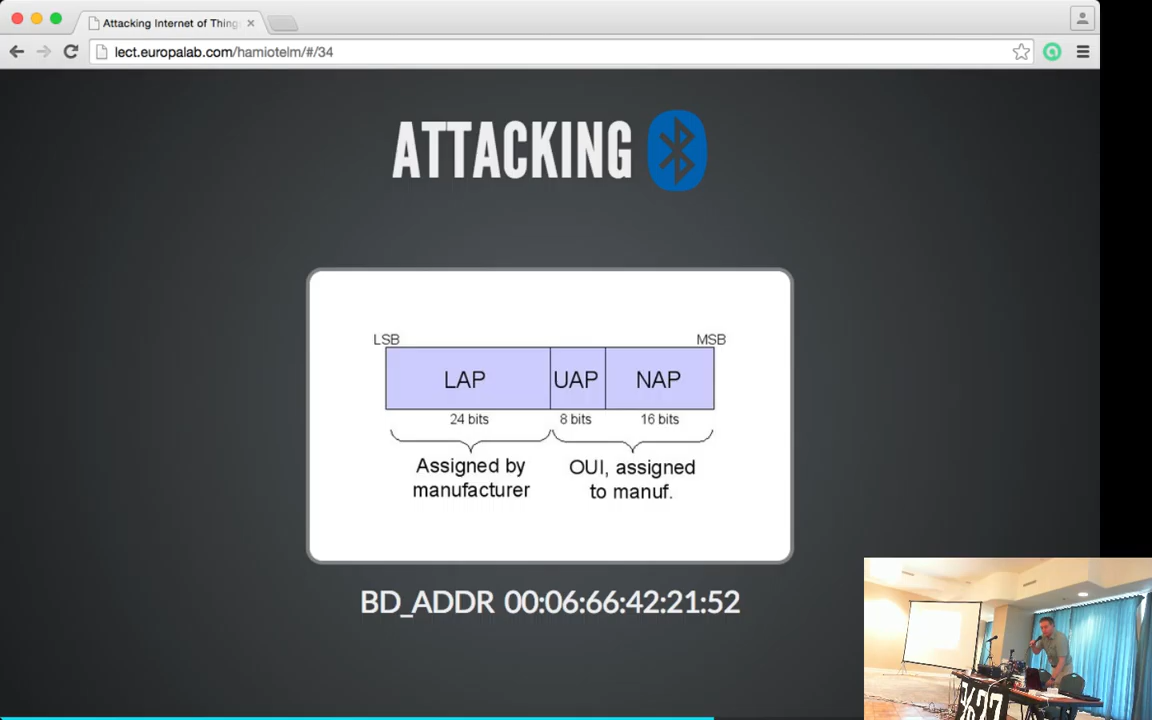 Attacking Internet of Things
lect.europalab.com/hamiotelm/#/34
ATTACKING
LSB
MSB
LAP
UAP
NAP
24 bits
8 bits
16 bits
Assigned by
manufacturer
OUI, assigned
to manuf.
BD_ADDR 00:06:66:42:21:52